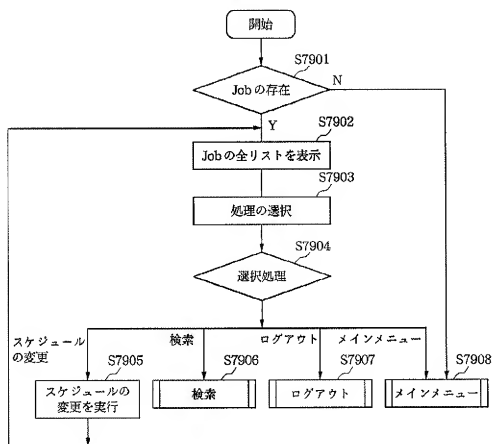 開始
S7901
Jobの存在
N
Y
S7902
Jobの全リストを表示
S7903
処理の選択
S7904
選択処理
スケジュール
の変更
検索
ログアウト
メインメニュー
S7905
S7906
S7907
S7908
スケジュールの
変更を実行
検索
ログアウト
メインメニュー